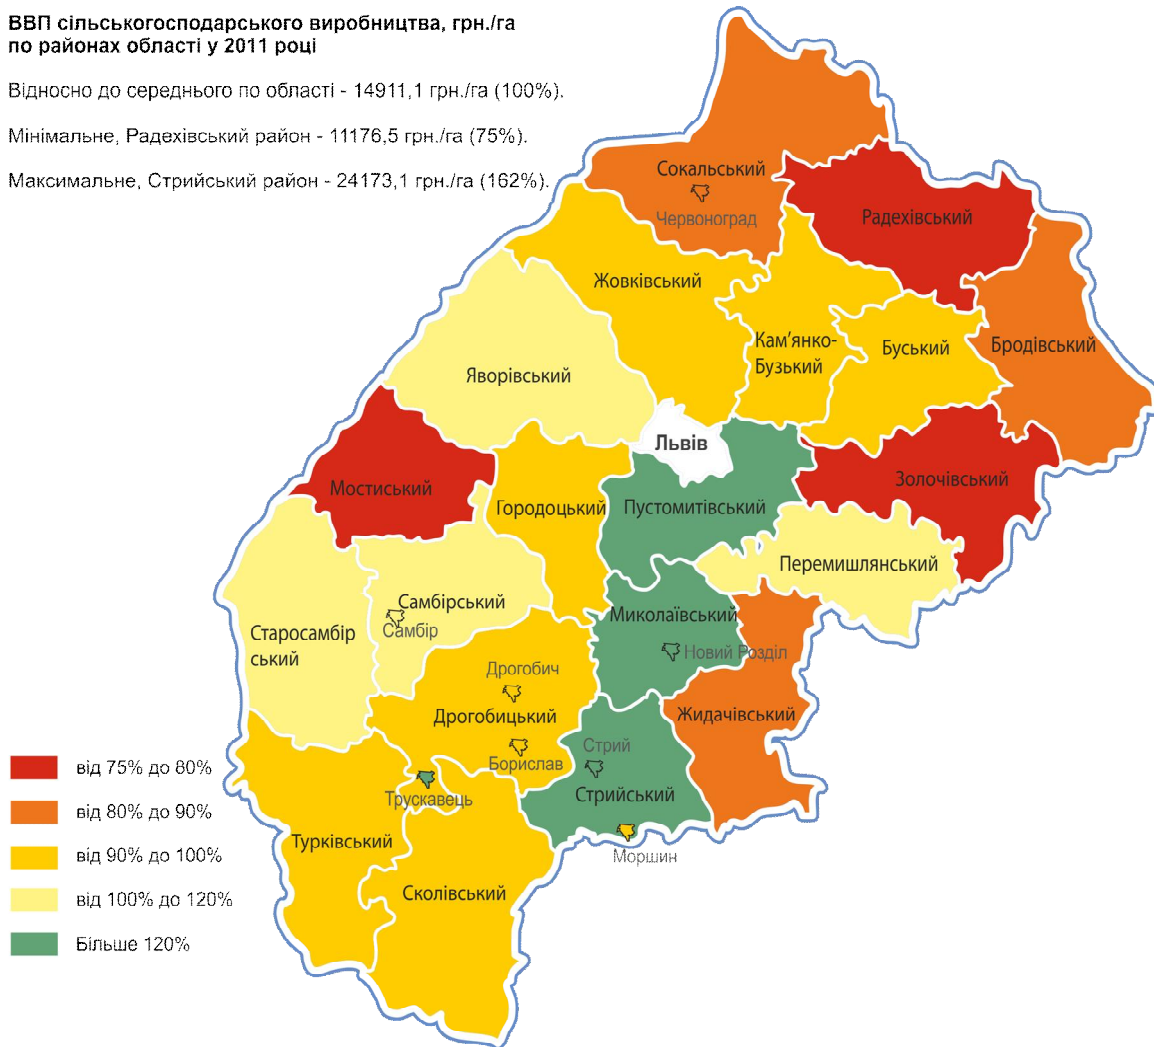 ВВП сільськогосподарського виробництва, грн./га
по районах області у 2011 році
Відносно до середнього по області - 14911,1 грн./га (100%).
Мінімальне, Радехівський район - 11176,5 грн./га (75%).
Максимальне, Стрийський район - 24173,1 грн./га (162%).
Сокальський
Червоноград
Радехівський
Жовківський
Кам'янко-
Бузький
Буський
Бродівський
Яворівський
Львів
Мостиський
Городоцький
Пустомитівський
Золочівський
Перемишлянський
Самбірський
Самбір
Старосамбір
ський
Миколаївський
Новий Розділ
Дрогобич
Дрогобицький
Борислав
Жидачівський
Стрий
Стрийський
Трускавець
Турківський
Моршин
Сколівський
від 75% до 80%
від 80% до 90%
від 90% до 100%
від 100% до 120%
Більше 120%